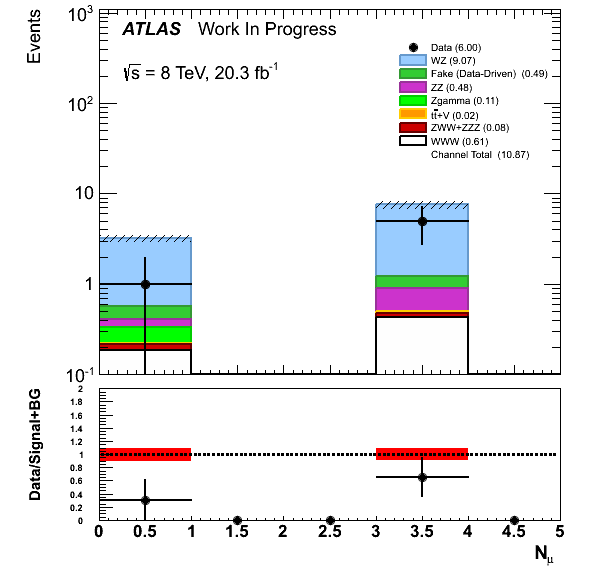 Events
ATLAS Work In Progress
√s = 8 TeV, 20.3 fb⁻¹
Data (6.00)
WZ (9.07)
Fake (Data-Driven) (0.49)
ZZ (0.48)
Zgamma (0.11)
tt̄+V (0.02)
ZWW+ZZZ (0.08)
WWW (0.61)
Channel Total (10.87)
10³
10²
10
1
10⁻¹
Data/Signal+BG
2
1.8
1.6
1.4
1.2
1
0.8
0.6
0.4
0.2
0
0 0.5 1 1.5 2 2.5 3 3.5 4 4.5 5
Nμ